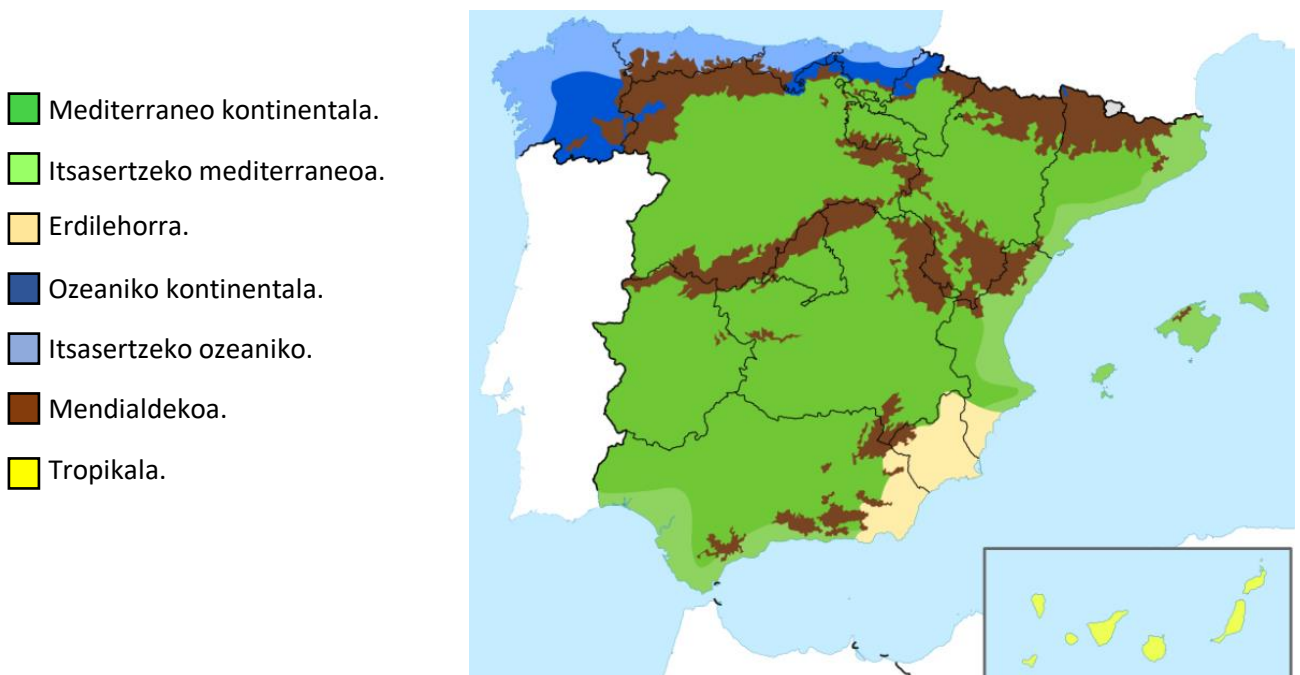 Mediterraneo kontinentala.
Itsasertzeko mediterraneoa.
Erdilehorra.
Ozeaniko kontinentala.
Itsasertzeko ozeaniko.
Mendialdekoa.
Tropikala.